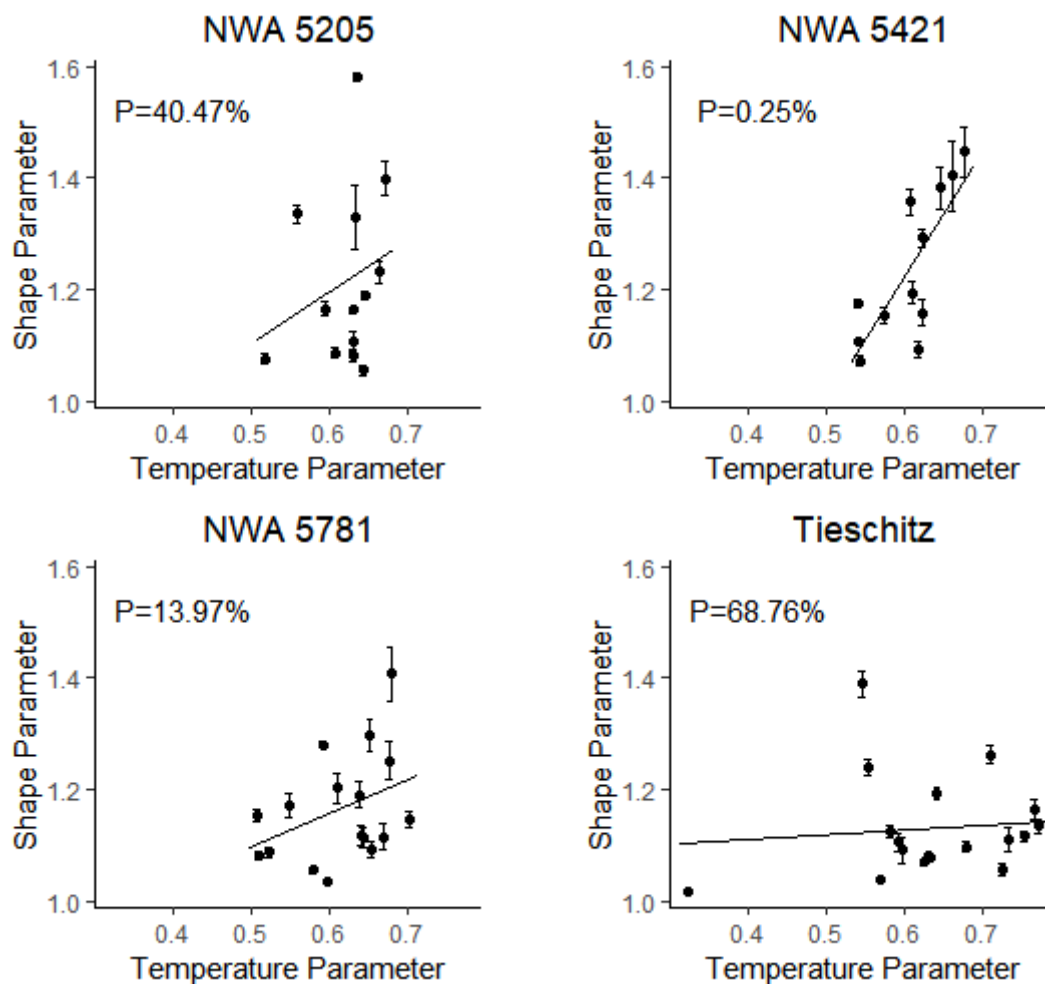 NWA 5205
1.6
P=40.47%
1.4
Shape Parameter
1.2
1.0
0.4 0.5 0.6 0.7
Temperature Parameter
NWA 5421
1.6
P=0.25%
1.4
Shape Parameter
1.2
1.0
0.4 0.5 0.6 0.7
Temperature Parameter
NWA 5781
1.6
P=13.97%
1.4
Shape Parameter
1.2
1.0
0.4 0.5 0.6 0.7
Temperature Parameter
Tieschitz
1.6
P=68.76%
1.4
Shape Parameter
1.2
1.0
0.4 0.5 0.6 0.7
Temperature Parameter